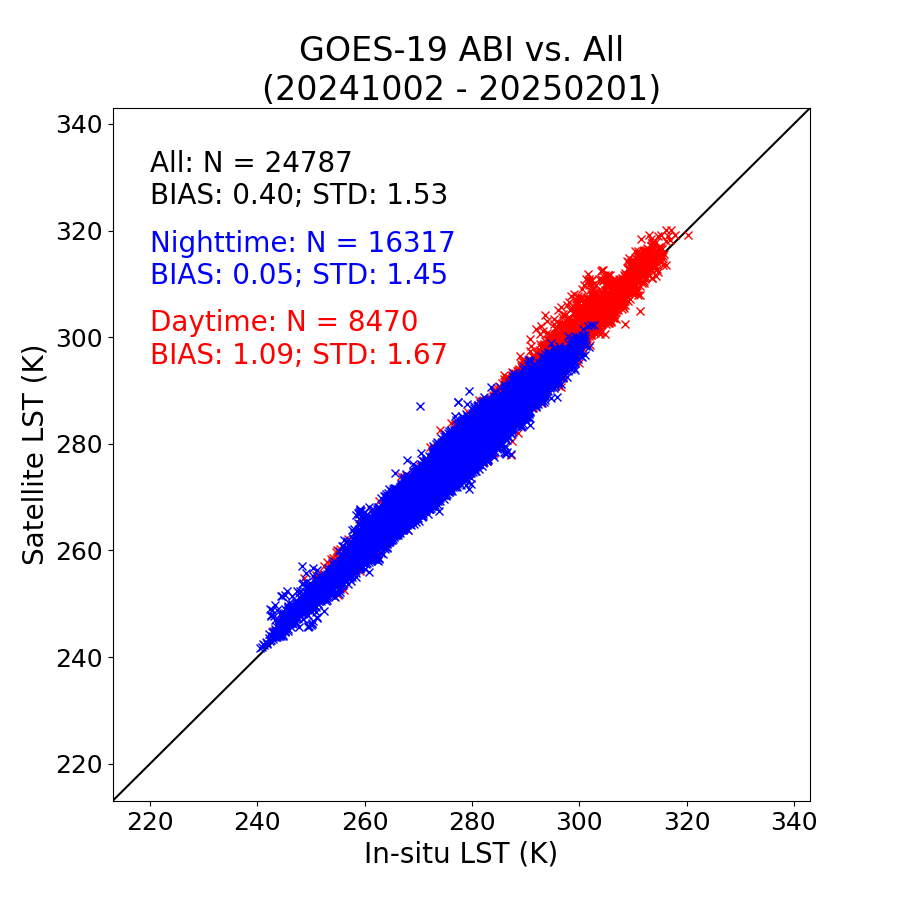 GOES-19 ABI vs. All
(20241002 - 20250201)
All: N = 24787
BIAS: 0.40; STD: 1.53
Nighttime: N = 16317
BIAS: 0.05; STD: 1.45
Daytime: N = 8470
BIAS: 1.09; STD: 1.67
Satellite LST (K)
340
320
300
280
260
240
220
220 240 260 280 300 320 340
In-situ LST (K)